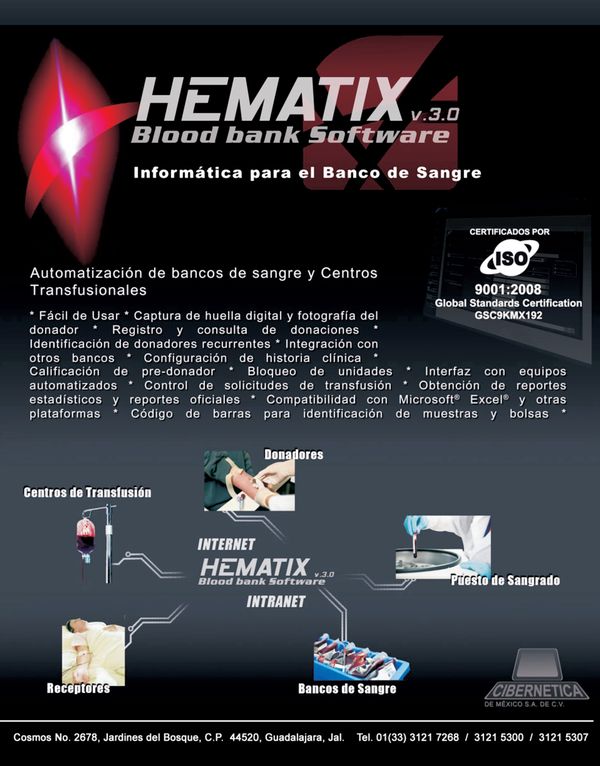 HEMATIX v.3.0
Blood bank Software
Informática para el Banco de Sangre
CERTIFICADOS POR
ISO
9001:2008
Global Standards Certification
GSC9KMX192
Automatización de bancos de sangre y Centros
Transfusionales
* Fácil de Usar * Captura de huella digital y fotografía del
donador * Registro y consulta de donaciones *
Identificación de donadores recurrentes * Integración con
otros bancos * Configuración de historia clínica *
Calificación de pre-donador * Bloqueo de unidades * Interfaz con equipos
automatizados * Control de solicitudes de transfusión * Obtención de reportes
estadísticos y reportes oficiales * Compatibilidad con Microsoft® Excel® y otras
plataformas * Código de barras para identificación de muestras y bolsas *
Donadores
Centros de Transfusión
INTERNET
HEMATIX v.3.0
Blood bank Software
INTRANET
Puesto de Sangrado
Receptores
Bancos de Sangre
CIBERNETICA
DE MÉXICO S.A. DE C.V.
Cosmos No. 2678, Jardines del Bosque, C.P. 44520, Guadalajara, Jal. Tel. 01(33) 3121 7268 / 3121 5300 / 3121 5307